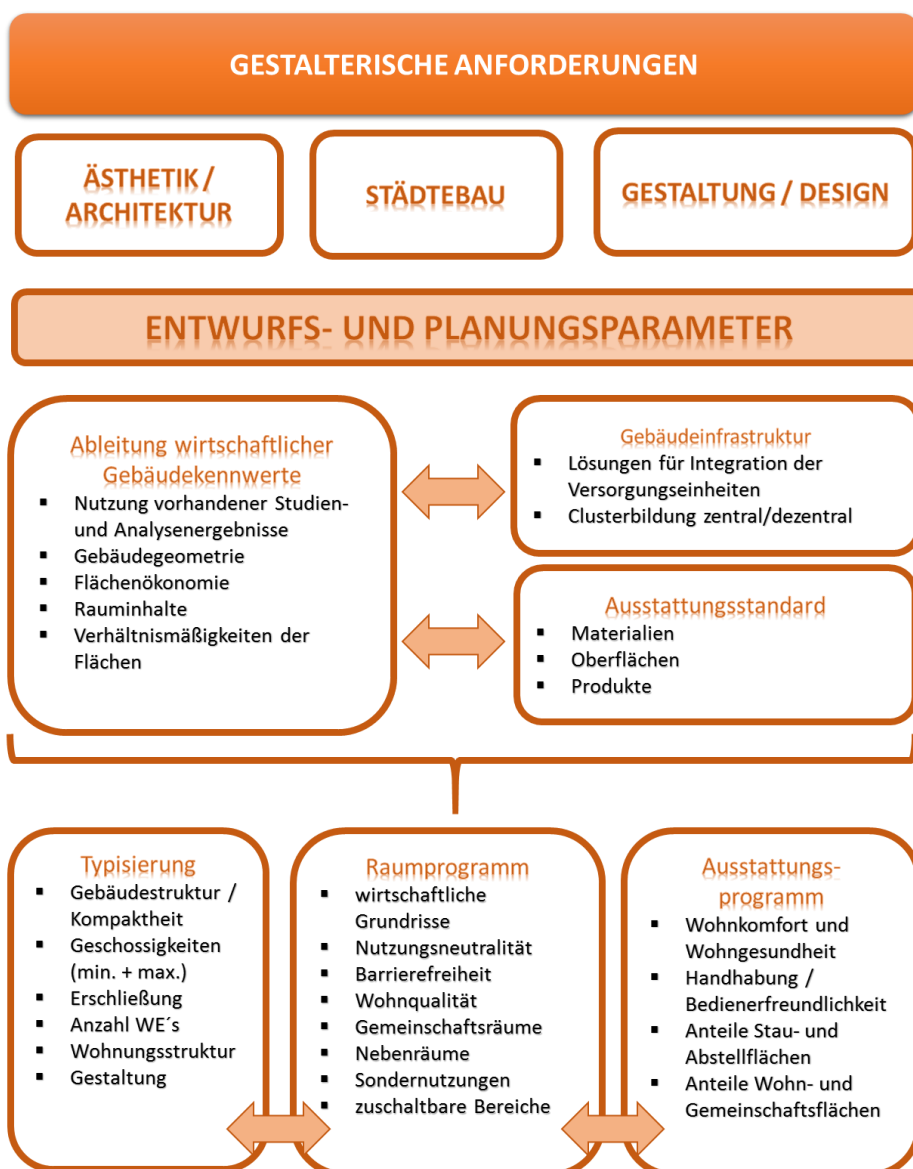 GESTALTERISCHE ANFORDERUNGEN
ÄSTHETIK /
ARCHITEKTUR
STÄDTEBAU
GESTALTUNG / DESIGN
ENTWURFS- UND PLANUNGSPARAMETER
Ableitung wirtschaftlicher
Gebäudekennwerte
▪ Nutzung vorhandener Studien-
und Analysenergebnisse
▪ Gebäudegeometrie
▪ Flächenökonomie
▪ Rauminhalte
▪ Verhältnismäßigkeiten der
Flächen
Gebäudeinfrastruktur
▪ Lösungen für Integration der
Versorgungseinheiten
▪ Clusterbildung zentral/dezentral
Ausstattungsstandard
▪ Materialien
▪ Oberflächen
▪ Produkte
Typisierung
▪ Gebäudestruktur /
Kompaktheit
▪ Geschossigkeiten
(min. + max.)
▪ Erschließung
▪ Anzahl WE´s
▪ Wohnungsstruktur
▪ Gestaltung
Raumprogramm
▪ wirtschaftliche
Grundrisse
▪ Nutzungsneutralität
▪ Barrierefreiheit
▪ Wohnqualität
▪ Gemeinschaftsräume
▪ Nebenräume
▪ Sondernutzungen
▪ zuschaltbare Bereiche
Ausstattungs-
programm
▪ Wohnkomfort und
Wohngesundheit
▪ Handhabung /
Bedienerfreundlichkeit
▪ Anteile Stau- und
Abstellflächen
▪ Anteile Wohn- und
Gemeinschaftsflächen